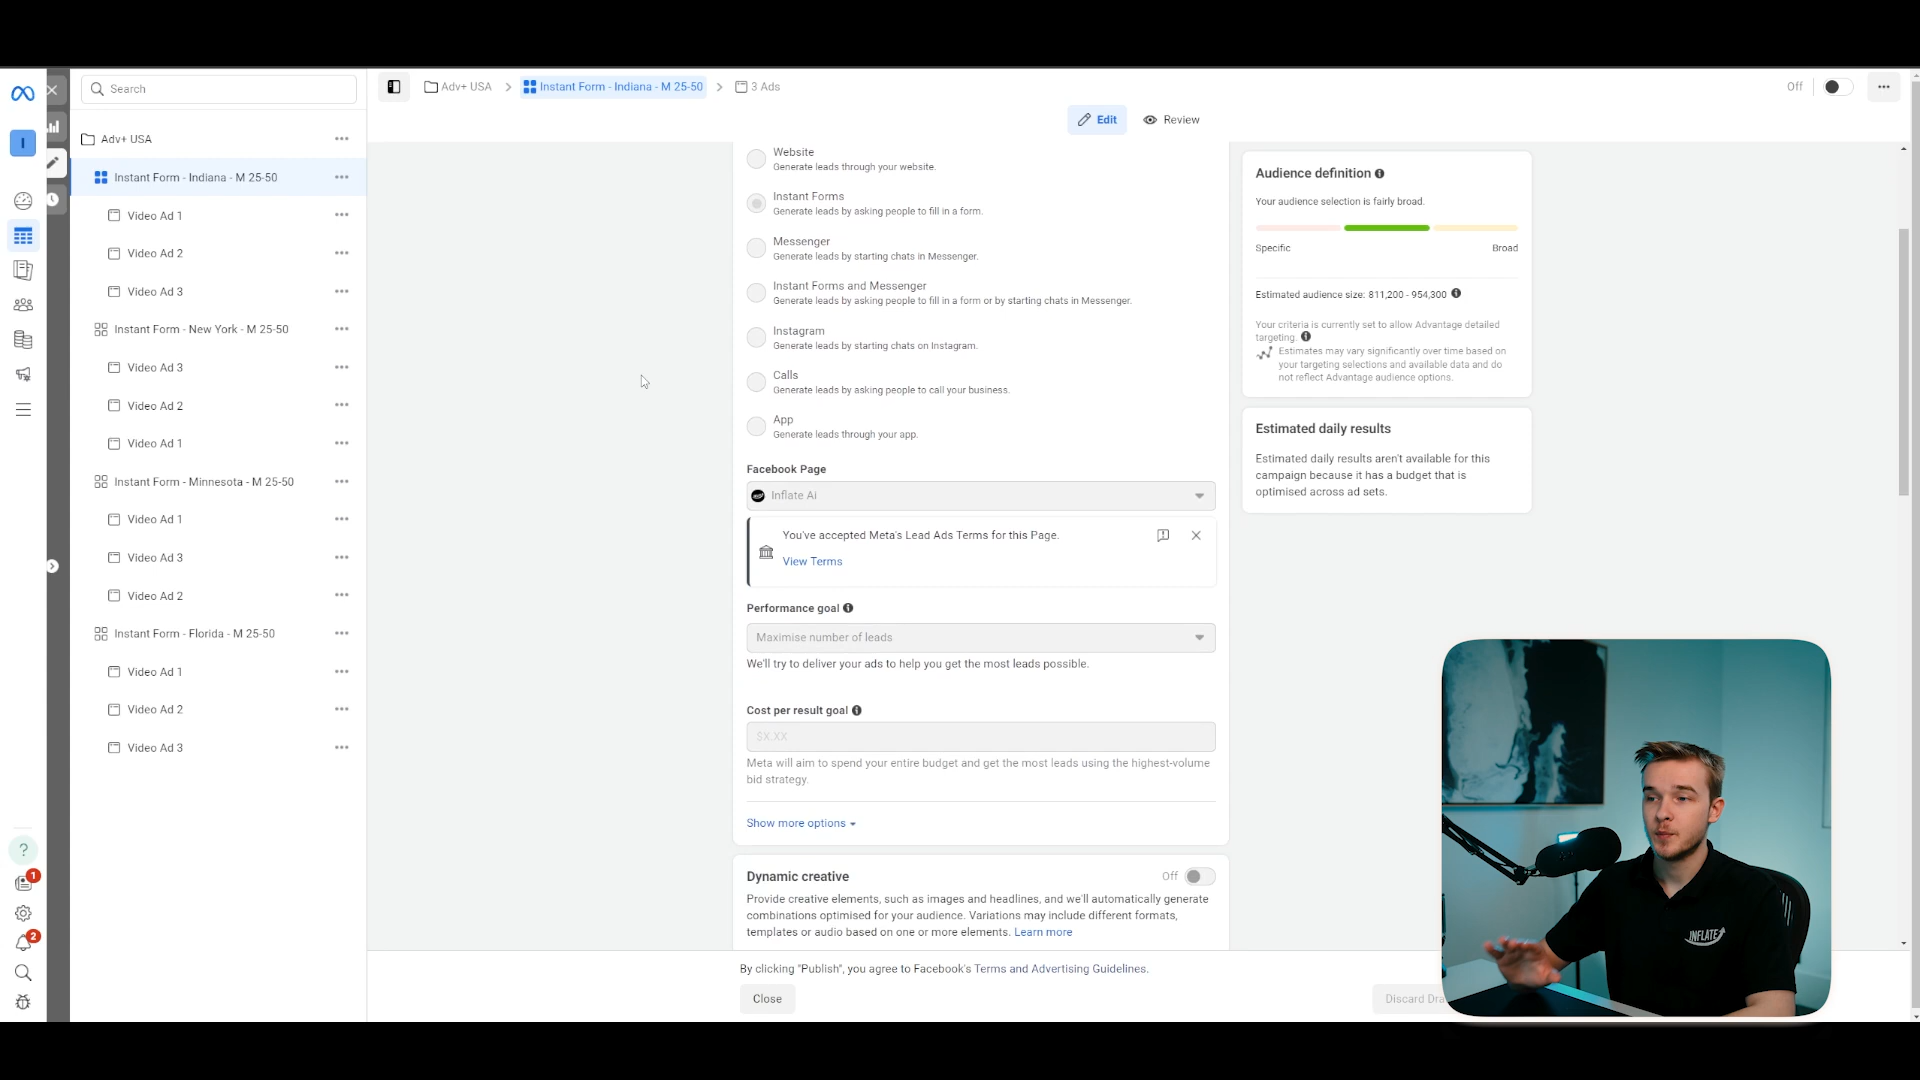 Search
Adv+ USA
Instant Form - Indiana - M 25-50
Video Ad 1
Video Ad 2
Video Ad 3
Instant Form - New York - M 25-50
Video Ad 3
Video Ad 2
Video Ad 1
Instant Form - Minnesota - M 25-50
Video Ad 1
Video Ad 3
Video Ad 2
Instant Form - Florida - M 25-50
Video Ad 1
Video Ad 2
Video Ad 3
I
?
1
2
Adv+ USA
Instant Form - Indiana - M 25-50
3 Ads
Off
Edit
Review
Website
Generate leads through your website.
Instant Forms
Generate leads by asking people to fill in a form.
Messenger
Generate leads by starting chats in Messenger.
Instant Forms and Messenger
Generate leads by asking people to fill in a form or by starting chats in Messenger.
Instagram
Generate leads by starting chats on Instagram.
Calls
Generate leads by asking people to call your business.
App
Generate leads through your app.
Facebook Page
Inflate Ai
You've accepted Meta's Lead Ads Terms for this Page.
View Terms
Performance goal
Maximise number of leads
We'll try to deliver your ads to help you get the most leads possible.
Cost per result goal
$X.XX
Meta will aim to spend your entire budget and get the most leads using the highest-volume
bid strategy.
Show more options
Dynamic creative
Off
Provide creative elements, such as images and headlines, and we'll automatically generate
combinations optimised for your audience. Variations may include different formats,
templates or audio based on one or more elements. Learn more
By clicking "Publish", you agree to Facebook's Terms and Advertising Guidelines.
Close
Discard Dra
Audience definition
Your audience selection is fairly broad.
Specific
Broad
Estimated audience size: 811,200 - 954,300
Your criteria is currently set to allow Advantage detailed
targeting.
Estimates may vary significantly over time based on
your targeting selections and available data and do
not reflect Advantage audience options.
Estimated daily results
Estimated daily results aren't available for this
campaign because it has a budget that is
optimised across ad sets.
INFLATE